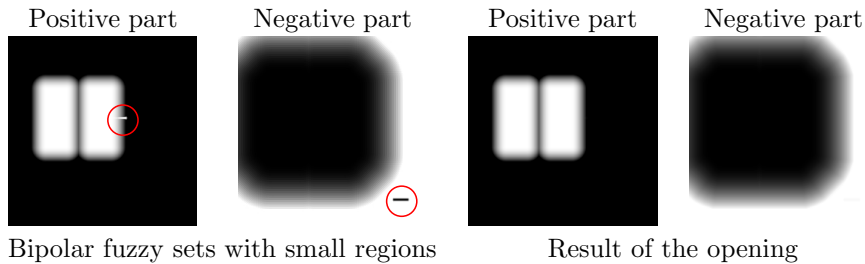 Positive part Negative part Positive part Negative part
Bipolar fuzzy sets with small regions Result of the opening